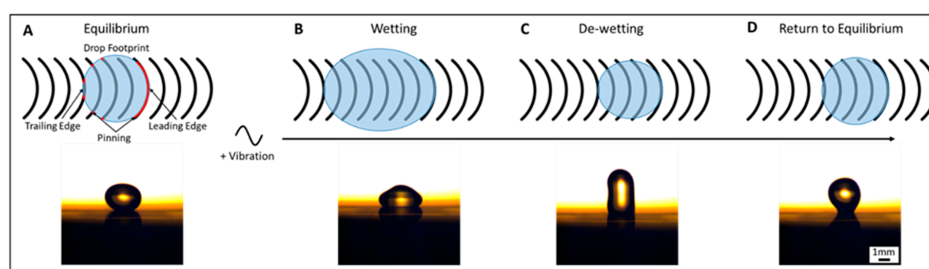 A
Equilibrium
Drop Footprint
Trailing Edge
Pinning
Leading Edge
+ Vibration
B
Wetting
C
De-wetting
D
Return to Equilibrium
1mm